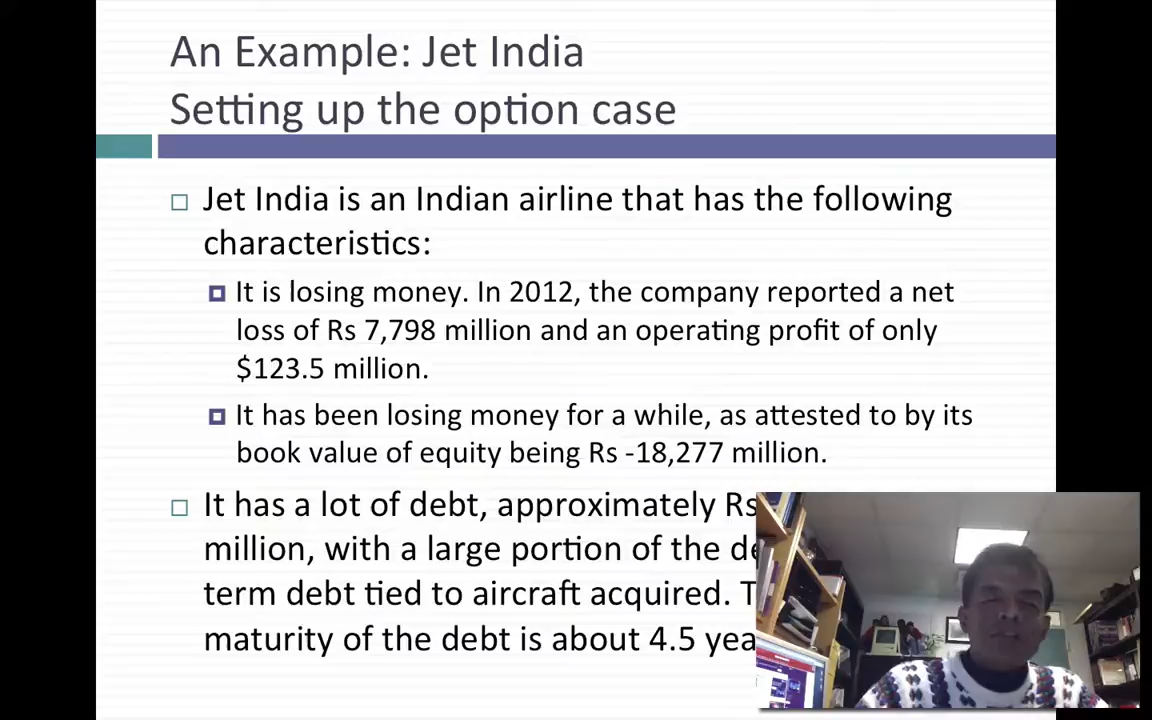 An Example: Jet India
Setting up the option case
Jet India is an Indian airline that has the following
characteristics:
It is losing money. In 2012, the company reported a net
loss of Rs 7,798 million and an operating profit of only
$123.5 million.
It has been losing money for a while, as attested to by its
book value of equity being Rs -18,277 million.
It has a lot of debt, approximately Rs
million, with a large portion of the
term debt tied to aircraft acquired.
maturity of the debt is about 4.5